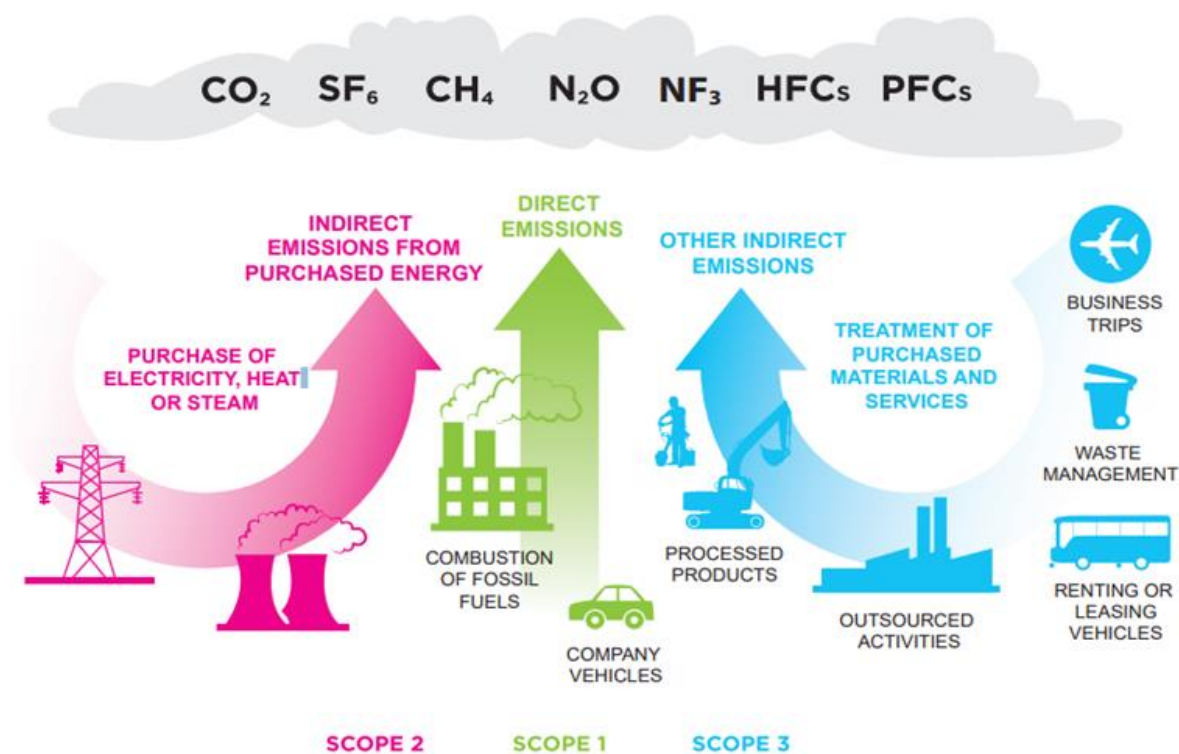 CO₂ SF₆ CH₄ N₂O NF₃ HFCs PFCs
INDIRECT
EMISSIONS FROM
PURCHASED ENERGY
PURCHASE OF
ELECTRICITY, HEAT
OR STEAM
DIRECT
EMISSIONS
COMBUSTION
OF FOSSIL
FUELS
COMPANY
VEHICLES
OTHER INDIRECT
EMISSIONS
TREATMENT OF
PURCHASED
MATERIALS AND
SERVICES
PROCESSED
PRODUCTS
OUTSOURCED
ACTIVITIES
BUSINESS
TRIPS
WASTE
MANAGEMENT
RENTING OR
LEASING
VEHICLES
SCOPE 2 SCOPE 1 SCOPE 3